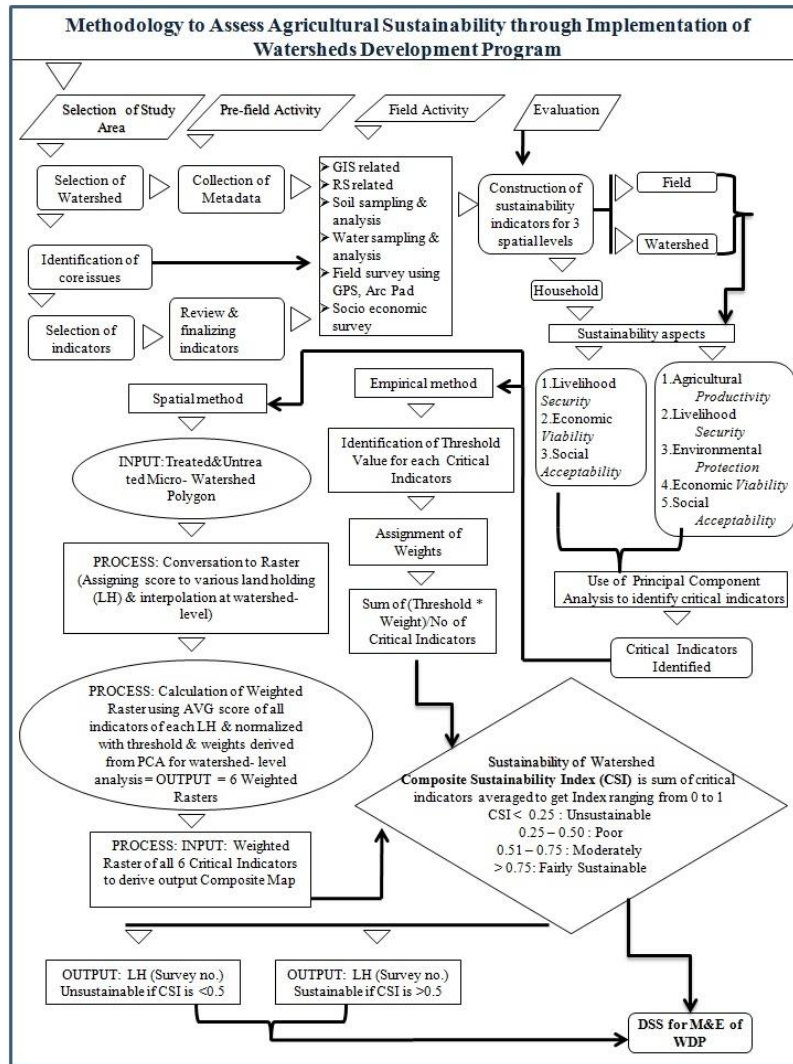 Methodology to Assess Agricultural Sustainability through Implementation of
Watersheds Development Program
Selection of Study
Area
Pre-field Activity
Field Activity
Evaluation
Selection of
Watershed
Collection of
Metadata
➢ GIS related
➢ RS related
➢ Soil sampling &
analysis
➢ Water sampling &
analysis
➢ Field survey using
GPS, Arc Pad
➢ Socio economic
survey
Construction of
sustainability
indicators for 3
spatial levels
Field
Watershed
Identification of
core issues
Household
Selection of
indicators
Review &
finalizing
indicators
Sustainability aspects
Spatial method
Empirical method
1.Livelihood
Security
2.Economic
Viability
3.Social
Acceptability
1.Agricultural
Productivity
2.Livelihood
Security
3.Environmental
Protection
4.Economic Viability
5.Social
Acceptability
INPUT:Treated&Untrea
ted Micro- Watershed
Polygon
Identification of Threshold
Value for each Critical
Indicators
PROCESS: Conversation to Raster
(Assigning score to various land holding
(LH) & interpolation at watershed-
level)
Assignment of
Weights
Use of Principal Component
Analysis to identify critical indicators
Sum of (Threshold *
Weight)/No of
Critical Indicators
Critical Indicators
Identified
PROCESS: Calculation of Weighted
Raster using AVG score of all
indicators of each LH & normalized
with threshold & weights derived
from PCA for watershed- level
analysis = OUTPUT = 6 Weighted
Rasters
Sustainability of Watershed
Composite Sustainability Index (CSI) is sum of critical
indicators averaged to get Index ranging from 0 to 1
CSI < 0.25 : Unsustainable
0.25 – 0.50 : Poor
0.51 – 0.75 : Moderately
> 0.75 : Fairly Sustainable
PROCESS: INPUT: Weighted
Raster of all 6 Critical Indicators
to derive output Composite Map
OUTPUT: LH (Survey no.)
Unsustainable if CSI is <0.5
OUTPUT: LH (Survey no.)
Sustainable if CSI is >0.5
DSS for M&E of
WDP